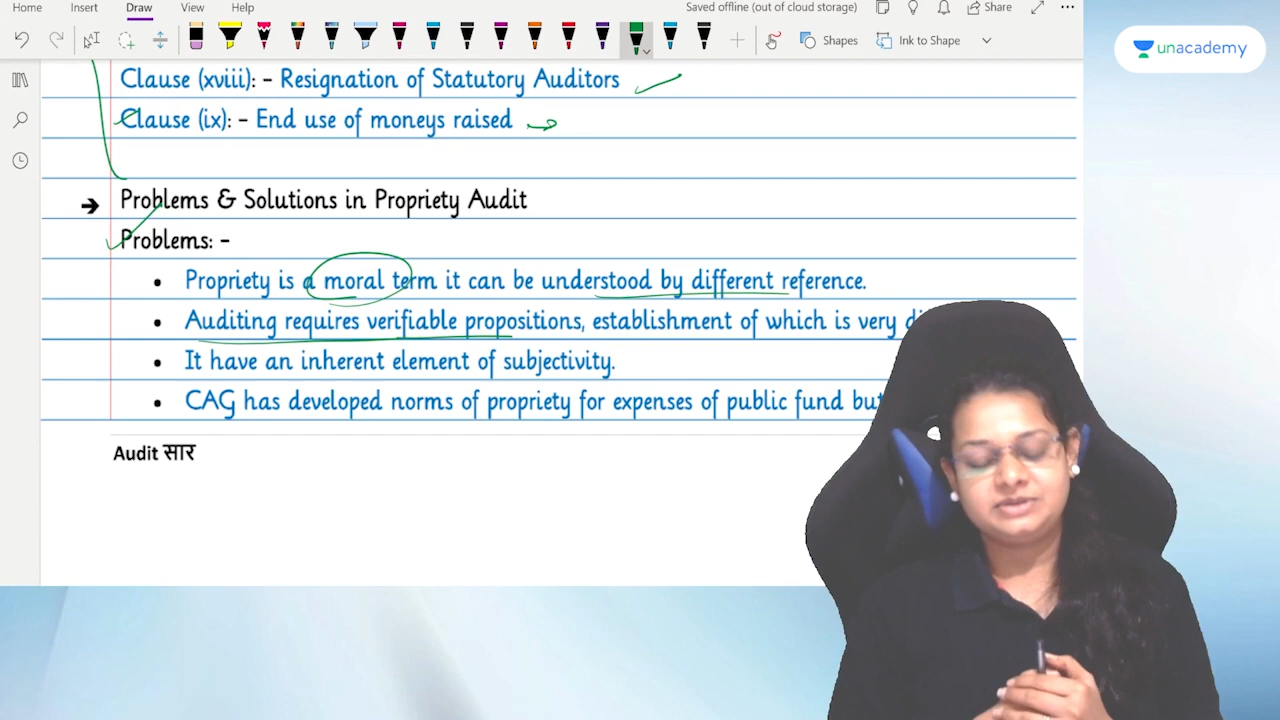 Home Insert Draw View Help Saved offline (out of cloud storage) Share
Shapes Ink to Shape
unacademy
Clause (xviii): - Resignation of Statutory Auditors
Clause (ix): - End use of moneys raised
Problems & Solutions in Propriety Audit
Problems: -
Propriety is a moral term it can be understood by different reference.
Auditing requires verifiable propositions, establishment of which is very
It have an inherent element of subjectivity.
CAG has developed norms of propriety for expenses of public fund but
Audit सार